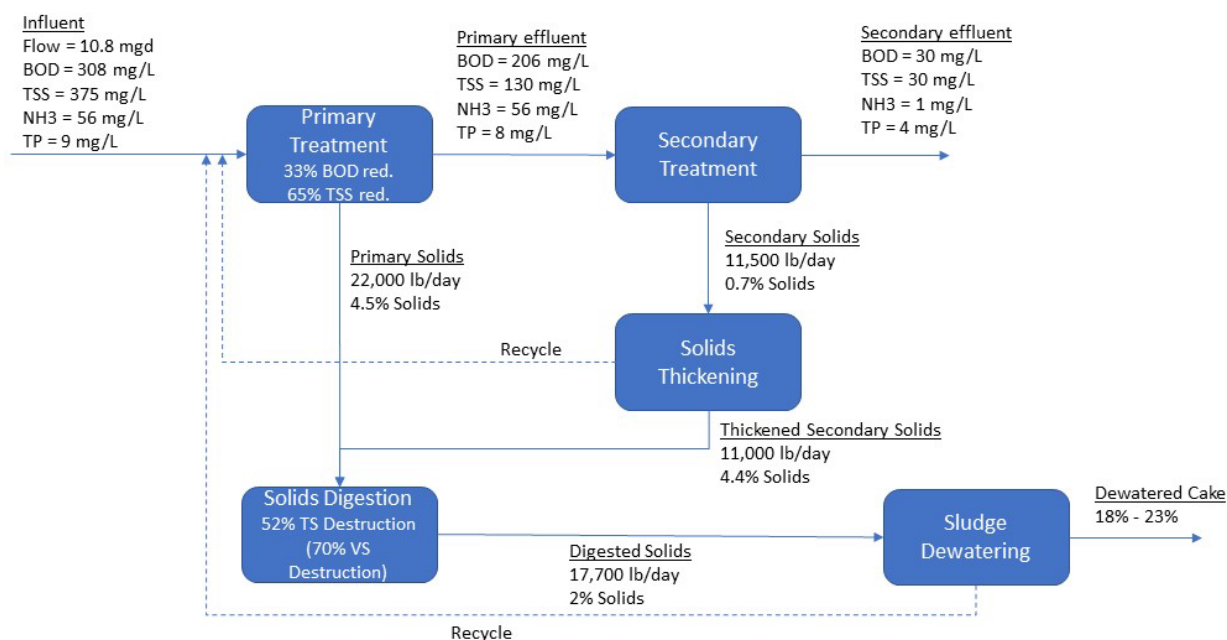 Influent
Flow = 10.8 mgd
BOD = 308 mg/L
TSS = 375 mg/L
NH3 = 56 mg/L
TP = 9 mg/L
Primary effluent
BOD = 206 mg/L
TSS = 130 mg/L
NH3 = 56 mg/L
TP = 8 mg/L
Secondary effluent
BOD = 30 mg/L
TSS = 30 mg/L
NH3 = 1 mg/L
TP = 4 mg/L
Primary
Treatment
33% BOD red.
65% TSS red.
Secondary
Treatment
Primary Solids
22,000 lb/day
4.5% Solids
Secondary Solids
11,500 lb/day
0.7% Solids
Recycle
Solids
Thickening
Thickened Secondary Solids
11,000 lb/day
4.4% Solids
Solids Digestion
52% TS Destruction
(70% VS
Destruction)
Digested Solids
17,700 lb/day
2% Solids
Sludge
Dewatering
Dewatered Cake
18% - 23%
Recycle